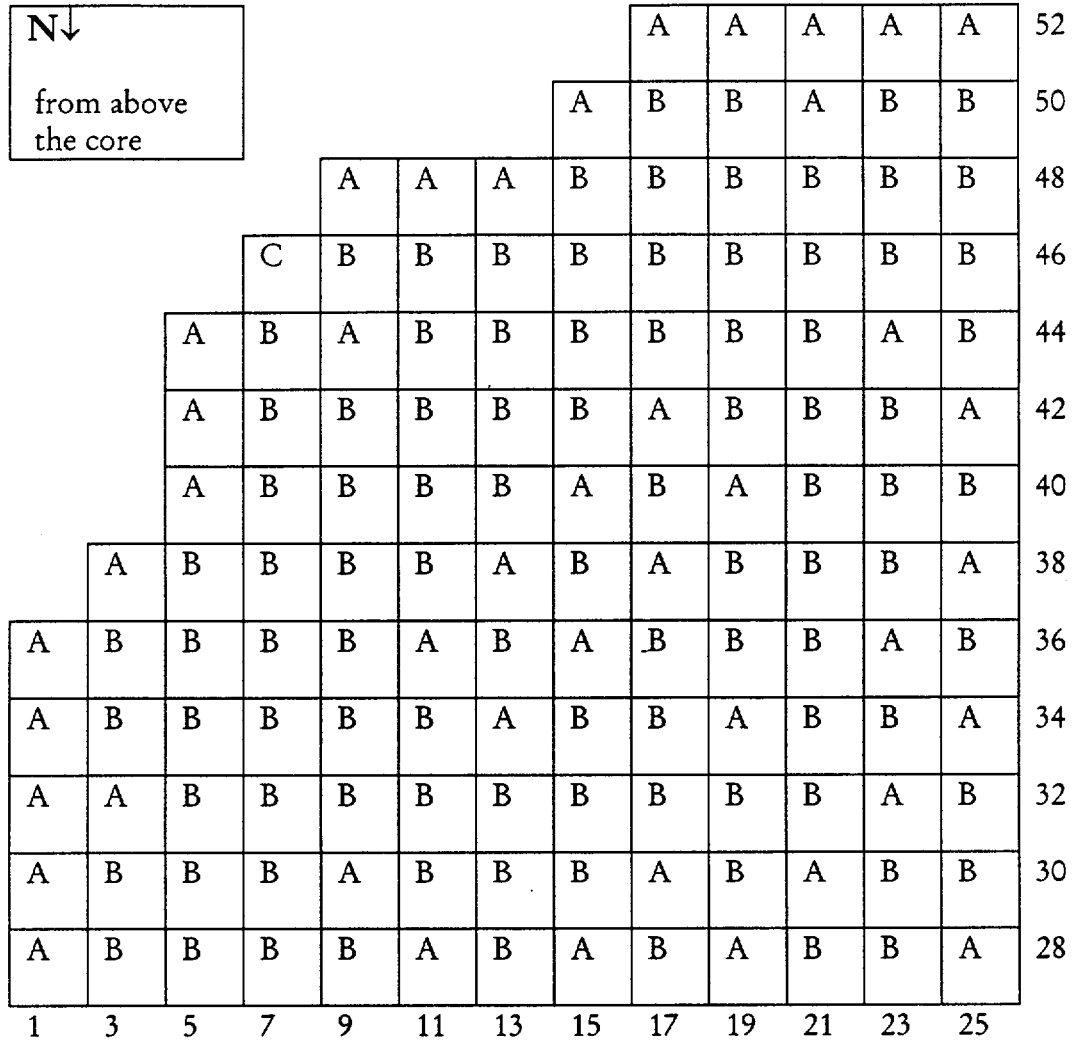 N↓
from above
the core
A A A A A 52
A B B A B B 50
A A A B B B B B B 48
C B B B B B B B B B 46
A B A B B B B B B A B 44
A B B B B B A B B B A 42
A B B B B A B A B B B 40
A B B B B A B A B B B A 38
A B B B B A B A B B B A B 36
A B B B B B A B B A B B A 34
A A B B B B B B B B B A B 32
A B B B A B B B A B A B B 30
A B B B B A B A B A B B A 28
1 3 5 7 9 11 13 15 17 19 21 23 25